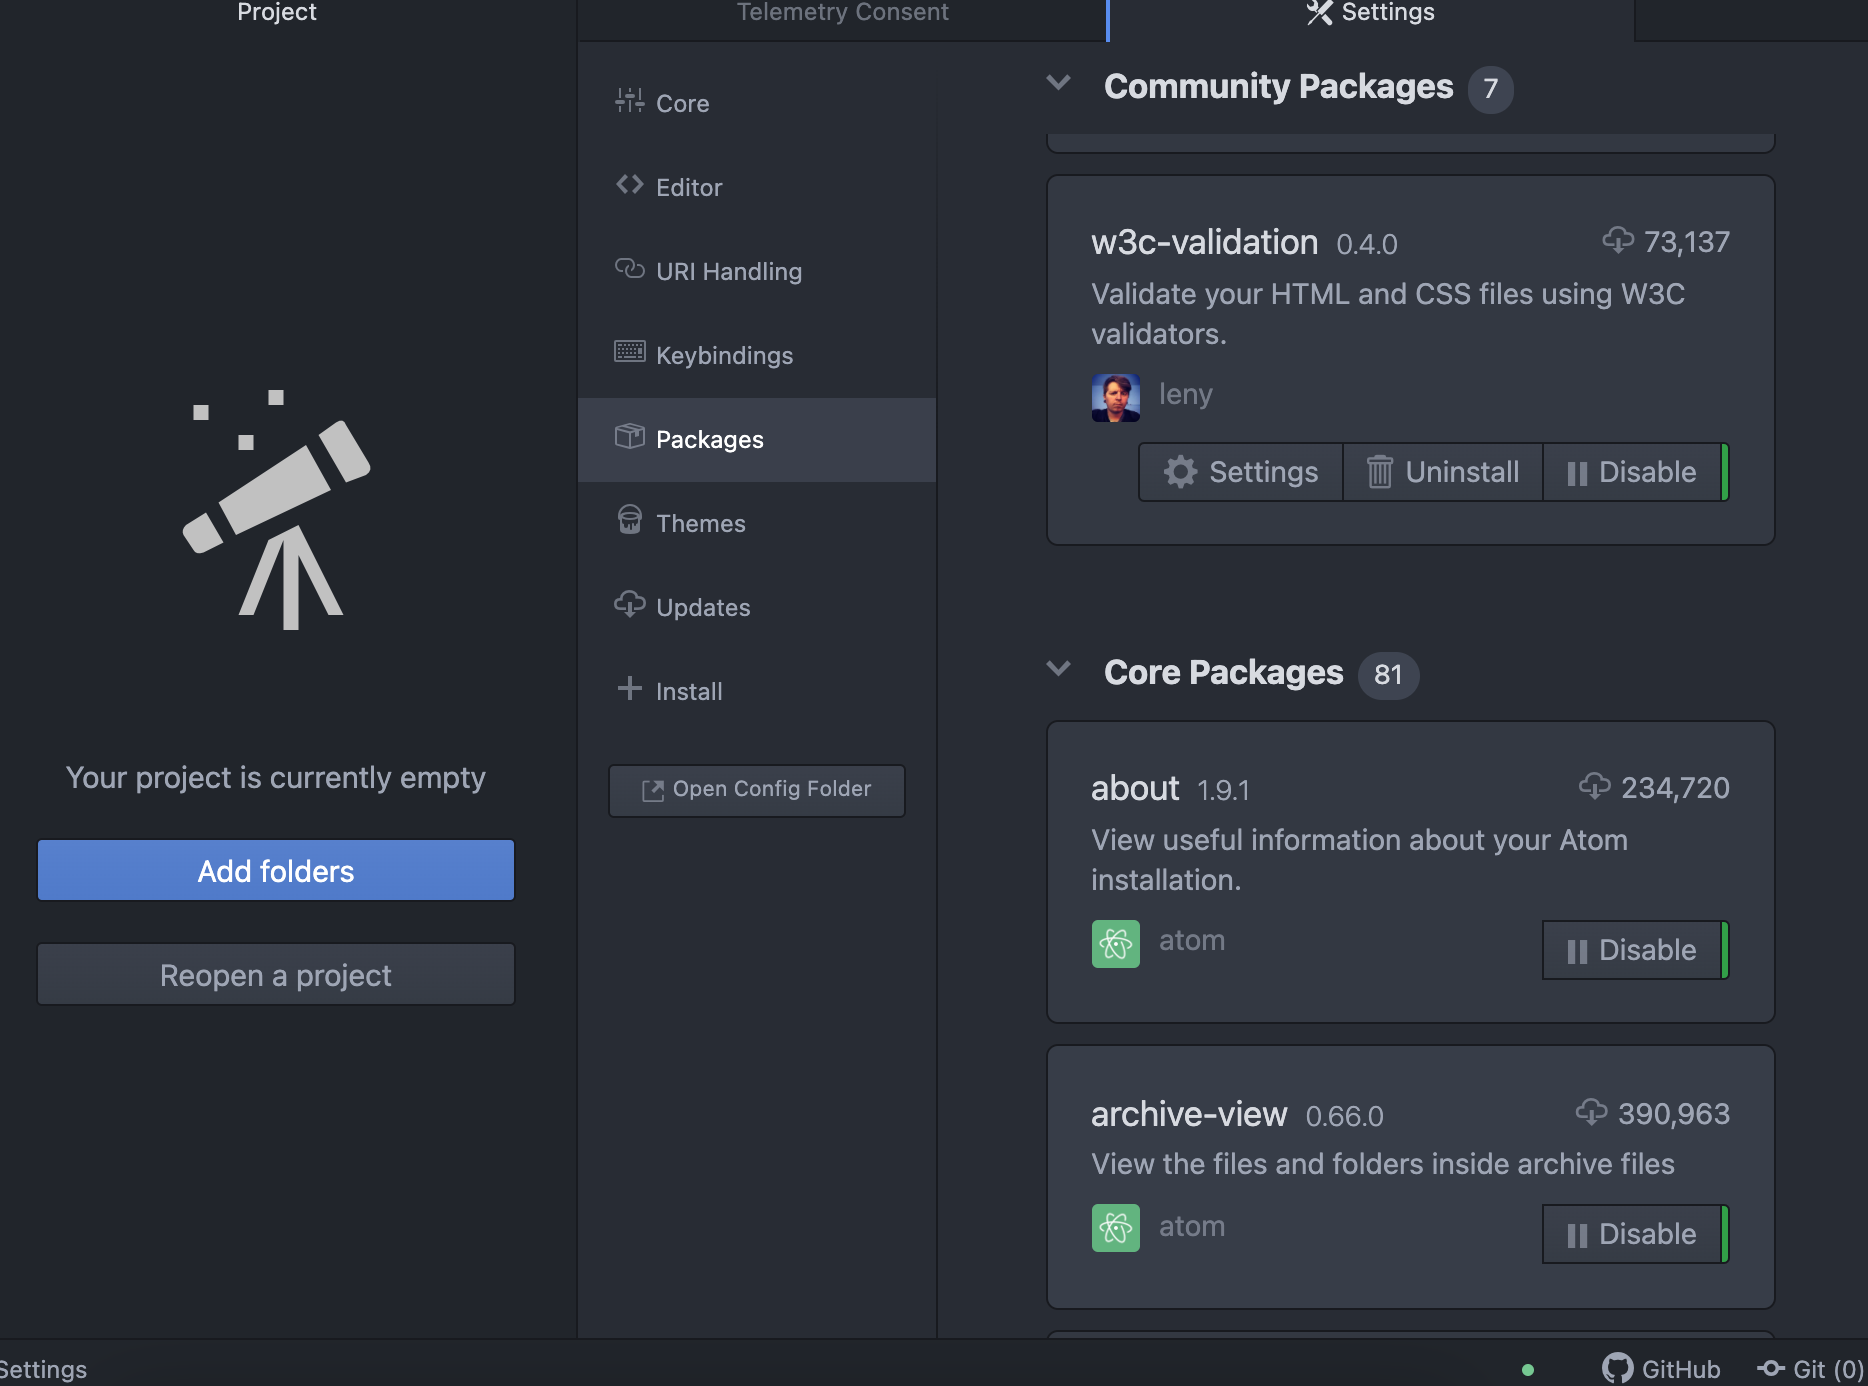 Project
Telemetry Consent
Settings
Core
Editor
URI Handling
Keybindings
Packages
Themes
Updates
Install
Open Config Folder
Your project is currently empty
Add folders
Reopen a project
Community Packages 7
w3c-validation 0.4.0 73,137
Validate your HTML and CSS files using W3C
validators.
leny
Settings Uninstall Disable
Core Packages 81
about 1.9.1 234,720
View useful information about your Atom
installation.
atom
Disable
archive-view 0.66.0 390,963
View the files and folders inside archive files
atom
Disable
Settings
GitHub
Git (0)